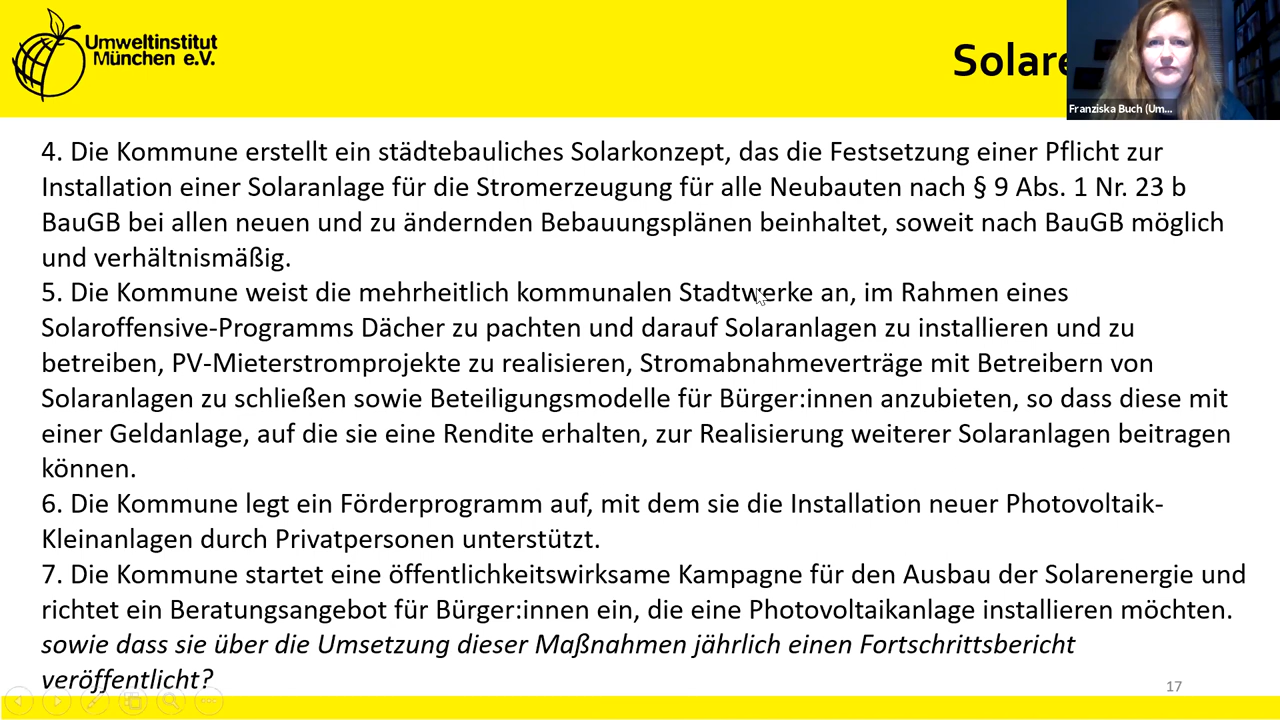 Umweltinstitut
München e.V.
Solare
Franziska Buch (Um...
4. Die Kommune erstellt ein städtebauliches Solarkonzept, das die Festsetzung einer Pflicht zur
Installation einer Solaranlage für die Stromerzeugung für alle Neubauten nach § 9 Abs. 1 Nr. 23 b
BauGB bei allen neuen und zu ändernden Bebauungsplänen beinhaltet, soweit nach BauGB möglich
und verhältnismäßig.
5. Die Kommune weist die mehrheitlich kommunalen Stadtwerke an, im Rahmen eines
Solaroffensive-Programms Dächer zu pachten und darauf Solaranlagen zu installieren und zu
betreiben, PV-Mieterstromprojekte zu realisieren, Stromabnahmeverträge mit Betreibern von
Solaranlagen zu schließen sowie Beteiligungsmodelle für Bürger:innen anzubieten, so dass diese mit
einer Geldanlage, auf die sie eine Rendite erhalten, zur Realisierung weiterer Solaranlagen beitragen
können.
6. Die Kommune legt ein Förderprogramm auf, mit dem sie die Installation neuer Photovoltaik-
Kleinanlagen durch Privatpersonen unterstützt.
7. Die Kommune startet eine öffentlichkeitswirksame Kampagne für den Ausbau der Solarenergie und
richtet ein Beratungsangebot für Bürger:innen ein, die eine Photovoltaikanlage installieren möchten.
sowie dass sie über die Umsetzung dieser Maßnahmen jährlich einen Fortschrittsbericht
veröffentlicht?
17